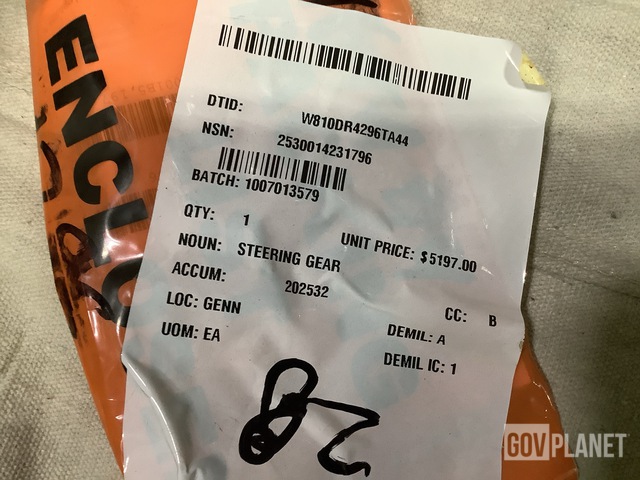 ENCLO
DTID: W810DR4296TA44
NSN: 2530014231796
BATCH: 1007013579
QTY: 1
UNIT PRICE: $5197.00
NOUN: STEERING GEAR
ACCUM: 202532
CC: B
LOC: GENN
DEMIL: A
UOM: EA
DEMIL IC: 1
GOVPLANET